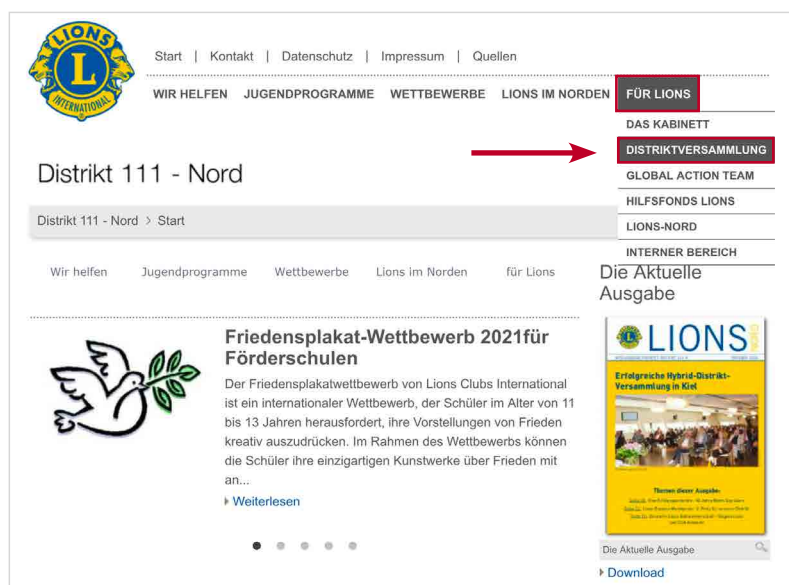 LIONS
L
INTERNATIONAL
Start | Kontakt | Datenschutz | Impressum | Quellen
WIR HELFEN JUGENDPROGRAMME WETTBEWERBE LIONS IM NORDEN FÜR LIONS
DAS KABINETT
DISTRIKTVERSAMMLUNG
GLOBAL ACTION TEAM
HILFSFONDS LIONS
LIONS-NORD
INTERNER BEREICH
Distrikt 111 - Nord
Distrikt 111 - Nord > Start
Wir helfen Jugendprogramme Wettbewerbe Lions im Norden für Lions
Friedensplakat-Wettbewerb 2021für
Förderschulen
Der Friedensplakatwettbewerb von Lions Clubs International
ist ein internationaler Wettbewerb, der Schüler im Alter von 11
bis 13 Jahren herausfordert, ihre Vorstellungen von Frieden
kreativ auszudrücken. Im Rahmen des Wettbewerbs können
die Schüler ihre einzigartigen Kunstwerke über Frieden mit
an...
Weiterlesen
Die Aktuelle
Ausgabe
LIONS
Erfolgreiche Hybrid-Distrikt-
Versammlung in Kiel
Themen dieser Ausgabe:
Die Aktuelle Ausgabe
Download